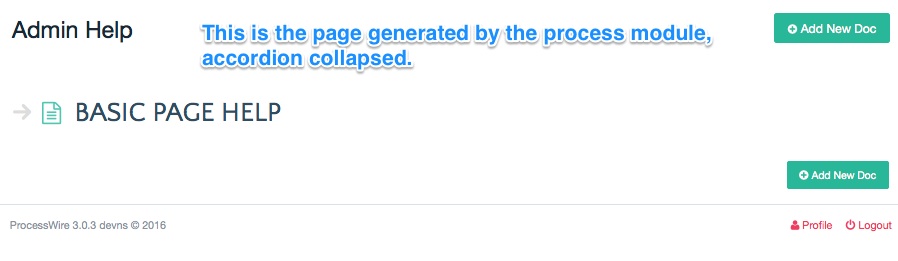 Admin Help
This is the page generated by the process module,
accordion collapsed.
Add New Doc
BASIC PAGE HELP
Add New Doc
ProcessWire 3.0.3 devns © 2016
Profile
Logout